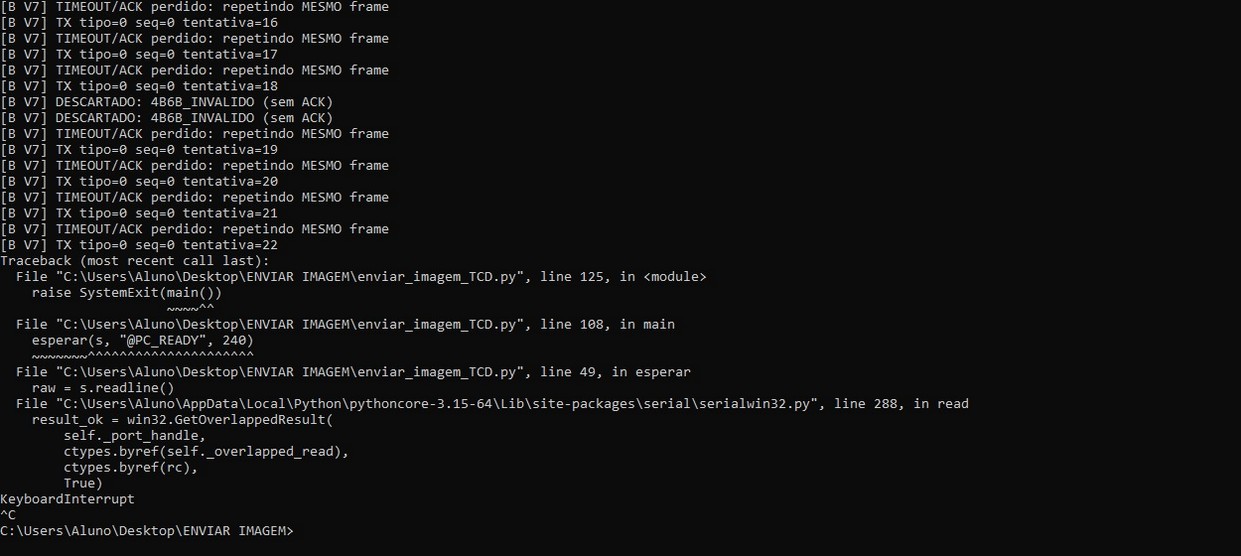 [B V7] TIMEOUT/ACK perdido: repetindo MESMO frame
[B V7] TX tipo=0 seq=0 tentativa=16
[B V7] TIMEOUT/ACK perdido: repetindo MESMO frame
[B V7] TX tipo=0 seq=0 tentativa=17
[B V7] TIMEOUT/ACK perdido: repetindo MESMO frame
[B V7] TX tipo=0 seq=0 tentativa=18
[B V7] DESCARTADO: 4B6B_INVALIDO (sem ACK)
[B V7] DESCARTADO: 4B6B_INVALIDO (sem ACK)
[B V7] TIMEOUT/ACK perdido: repetindo MESMO frame
[B V7] TX tipo=0 seq=0 tentativa=19
[B V7] TIMEOUT/ACK perdido: repetindo MESMO frame
[B V7] TX tipo=0 seq=0 tentativa=20
[B V7] TIMEOUT/ACK perdido: repetindo MESMO frame
[B V7] TX tipo=0 seq=0 tentativa=21
[B V7] TIMEOUT/ACK perdido: repetindo MESMO frame
[B V7] TX tipo=0 seq=0 tentativa=22
Traceback (most recent call last):
  File "C:\Users\Aluno\Desktop\ENVIAR IMAGEM\enviar_imagem_TCD.py", line 125, in <module>
    raise SystemExit(main())
                     ~~~~^^
  File "C:\Users\Aluno\Desktop\ENVIAR IMAGEM\enviar_imagem_TCD.py", line 108, in main
    esperar(s, "@PC_READY", 240)
    ~~~~~~~^^^^^^^^^^^^^^^^^^^^^
  File "C:\Users\Aluno\Desktop\ENVIAR IMAGEM\enviar_imagem_TCD.py", line 49, in esperar
    raw = s.readline()
  File "C:\Users\Aluno\AppData\Local\Python\pythoncore-3.15-64\Lib\site-packages\serial\serialwin32.py", line 288, in read
    result_ok = win32.GetOverlappedResult(
        self._port_handle,
        ctypes.byref(self._overlapped_read),
        ctypes.byref(rc),
        True)
KeyboardInterrupt
^C
C:\Users\Aluno\Desktop\ENVIAR IMAGEM>